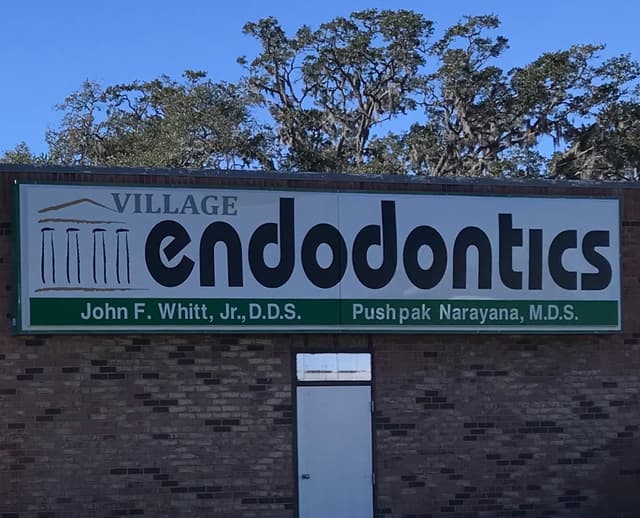 VILLAGE
endodontics
John F. Whitt, Jr., D.D.S.
Pushpak Narayana, M.D.S.